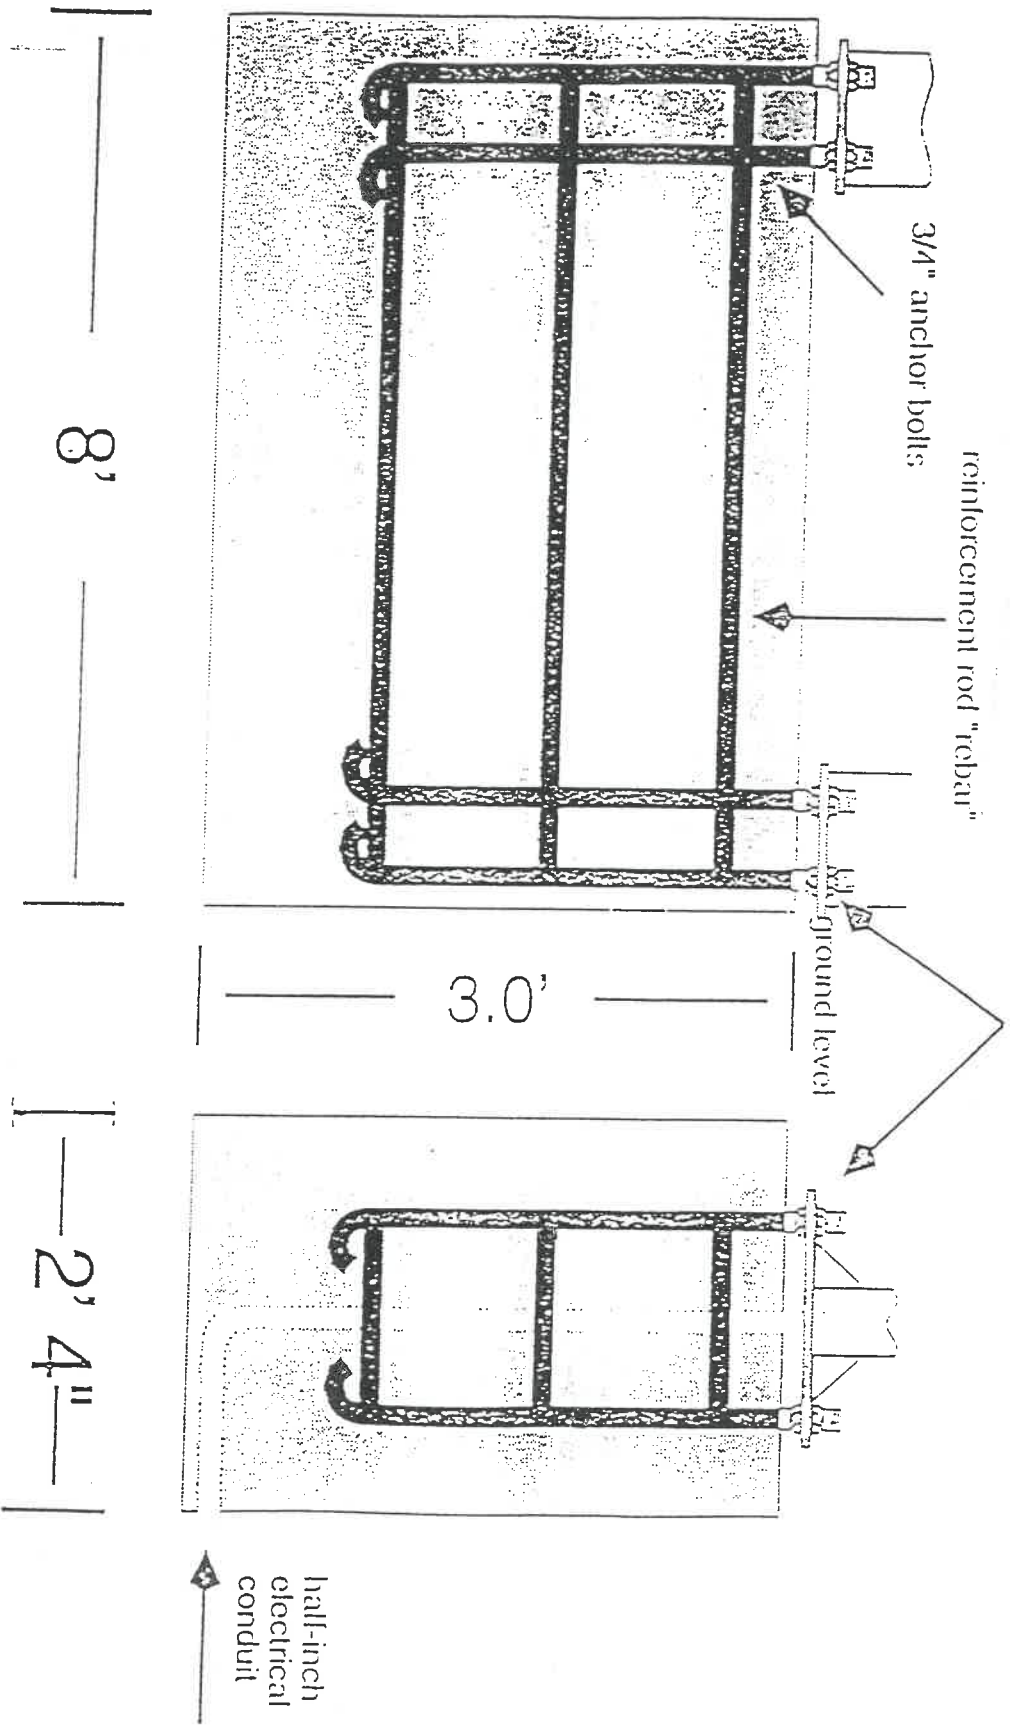 reinforcement rod "rebar"
3/4" anchor bolts
ground level
3.0'
8'
2' 4"
half-inch
electrical
conduit